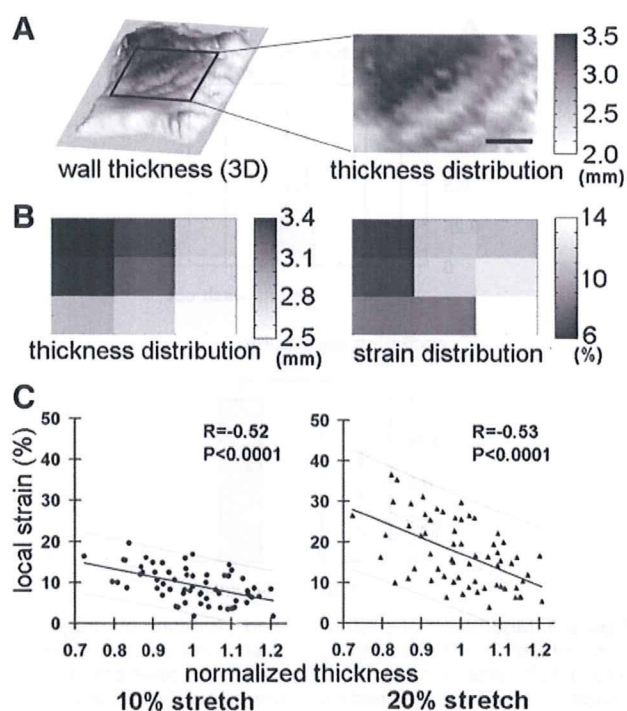 A
3.5
3.0
2.5
2.0
wall thickness (3D)
thickness distribution
(mm)
B
3.4
3.1
2.8
2.5
thickness distribution
(mm)
14
10
6
strain distribution
(%)
C
local strain (%)
50
40
30
20
10
0
R=-0.52
P<0.0001
0.7 0.8 0.9 1 1.1 1.2
50
40
30
20
10
0
R=-0.53
P<0.0001
0.7 0.8 0.9 1 1.1 1.2
normalized thickness
10% stretch
20% stretch